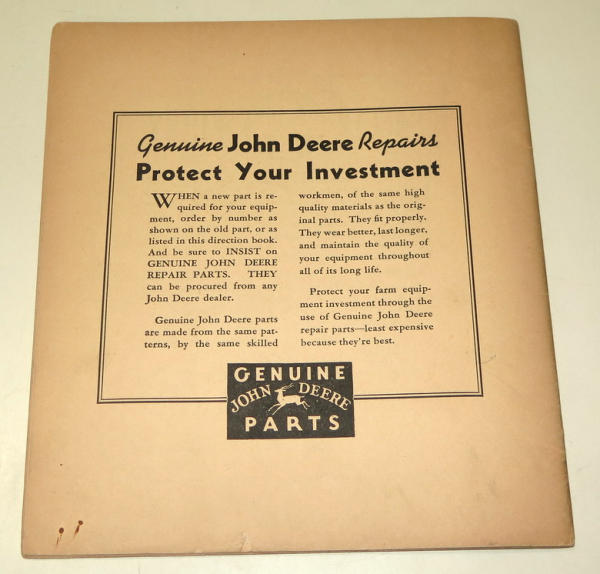 Genuine John Deere Repairs
Protect Your Investment
WHEN a new part is re-
quired for your equip-
ment, order by number as
shown on the old part, or as
listed in this direction book.
And be sure to INSIST on
GENUINE JOHN DEERE
REPAIR PARTS. THEY
can be procured from any
John Deere dealer.
Genuine John Deere parts
are made from the same pat-
terns, by the same skilled
workmen, of the same high
quality materials as the orig-
inal parts. They fit properly.
They wear better, last longer,
and maintain the quality of
your equipment throughout
all of its long life.
Protect your farm equip-
ment investment through the
use of Genuine John Deere
repair parts—least expensive
because they're best.
GENUINE
JOHN DEERE
PARTS